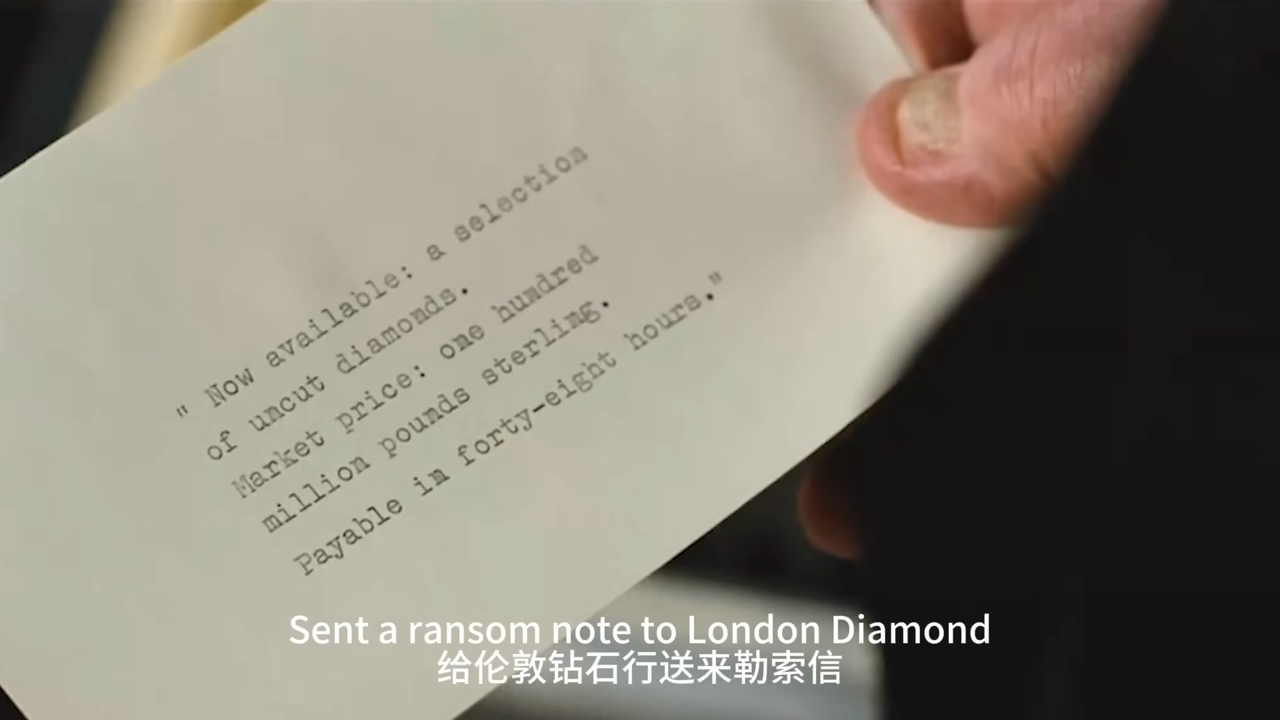 " Now available: a selection
of uncut diamonds.
Market price: one hundred
million pounds sterling.
Payable in forty-eight hours."
Sent a ransom note to London Diamond
给伦敦钻石行送来勒索信